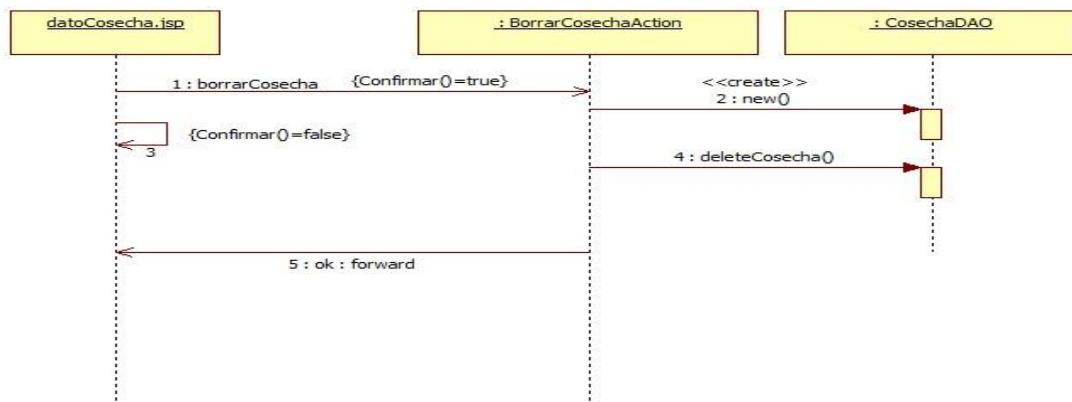 datoCosecha.jsp
: BorrarCosechaAction
: CosechaDAO
1 : borrarCosecha
{Confirmar()=true}
<<create>>
2 : new()
{Confirmar()=false}
3
4 : deleteCosecha()
5 : ok : forward